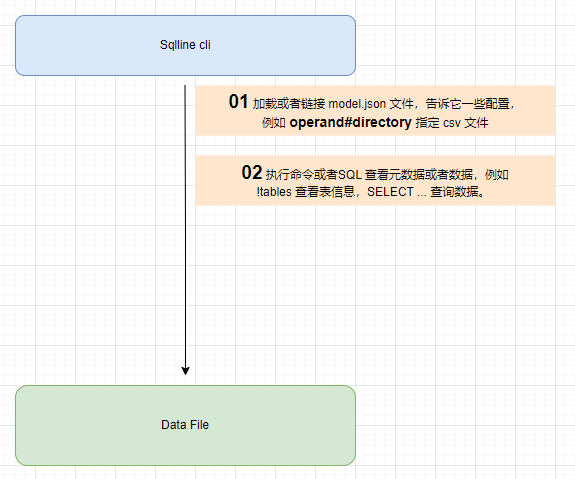 Sqlline cli
01 加载或者链接 model.json 文件，告诉它一些配置，
例如 operand#directory 指定 csv 文件
02 执行命令或者SQL 查看元数据或者数据，例如
!tables 查看表信息，SELECT ... 查询数据。
Data File